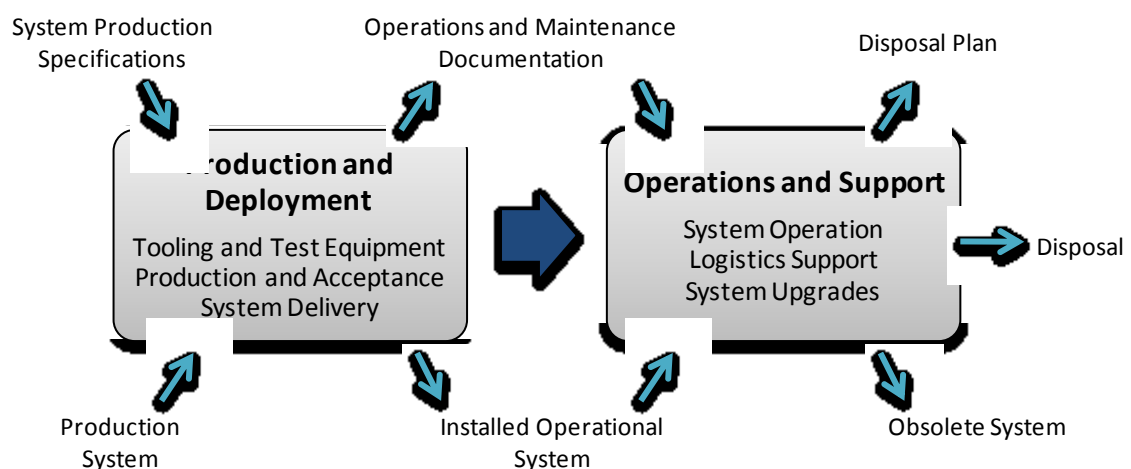 System Production
Specifications
Operations and Maintenance
Documentation
Disposal Plan
Production and
Deployment
Tooling and Test Equipment
Production and Acceptance
System Delivery
Operations and Support
System Operation
Logistics Support
System Upgrades
Disposal
Production
System
Installed Operational
System
Obsolete System